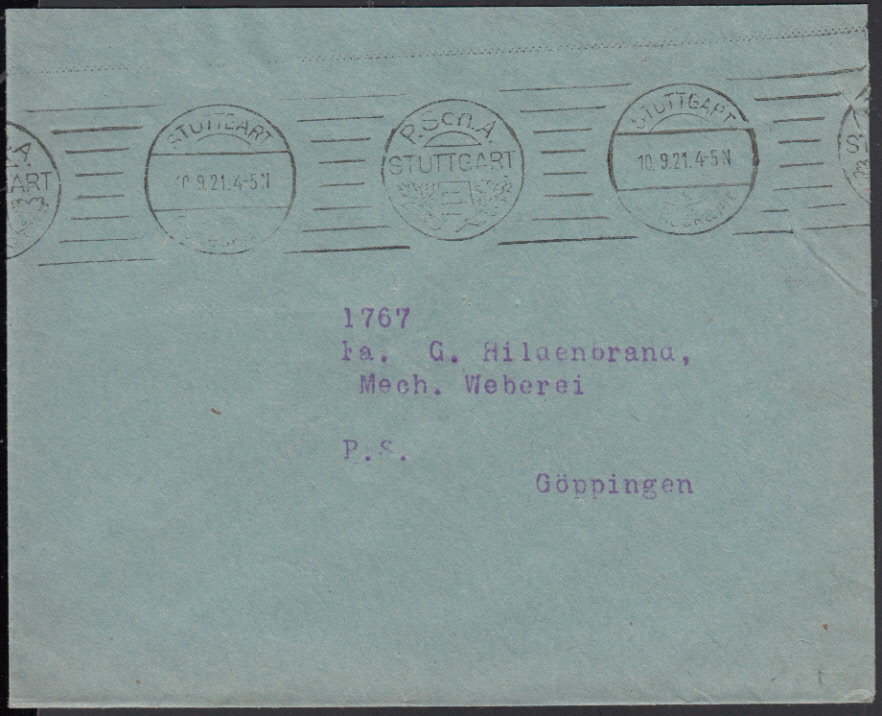 .A.
ART
STUTTGART
10.9.21.4-5N
P.Sch.A.
STUTTGART
STUTTGART
10.9.21.4-5N
1767
Fa. G. Hildenbrand,
Mech. Weberei
P.S.
Göppingen